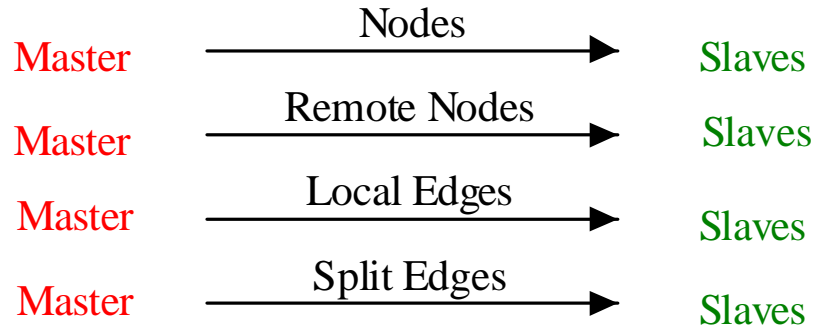 Master Nodes Slaves
Master Remote Nodes Slaves
Master Local Edges Slaves
Master Split Edges Slaves